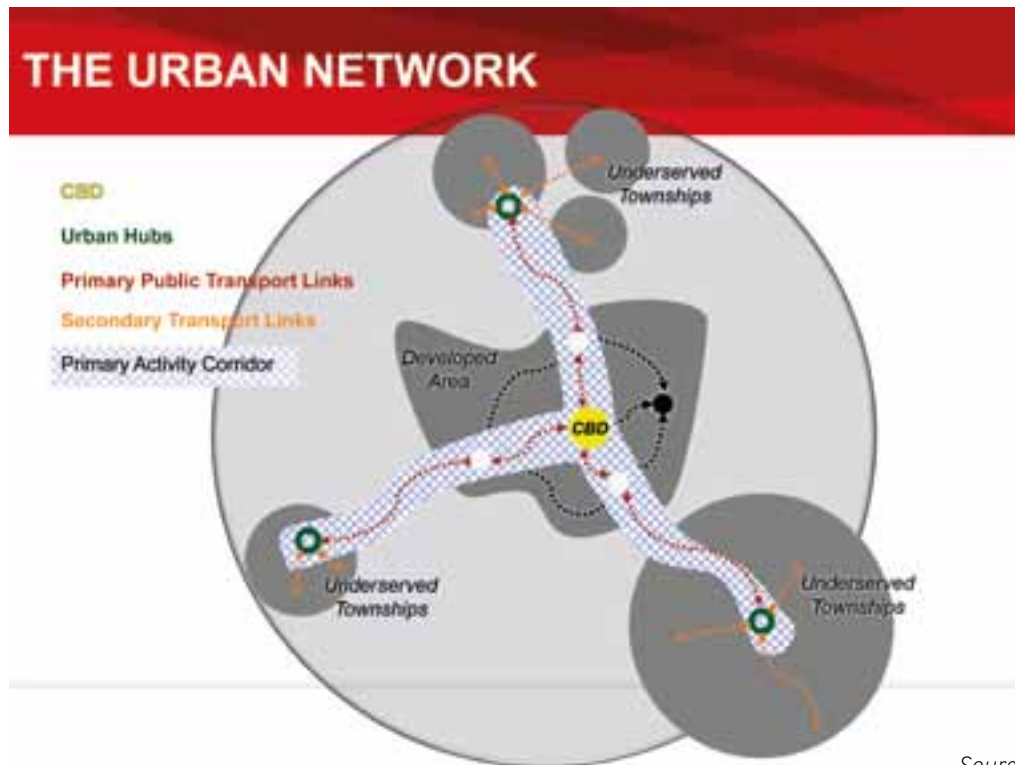 THE URBAN NETWORK
CBD
Urban Hubs
Primary Public Transport Links
Secondary Transport Links
Primary Activity Corridor
Underserved
Townships
Developed
Area
CBD
Underserved
Townships
Underserved
Townships